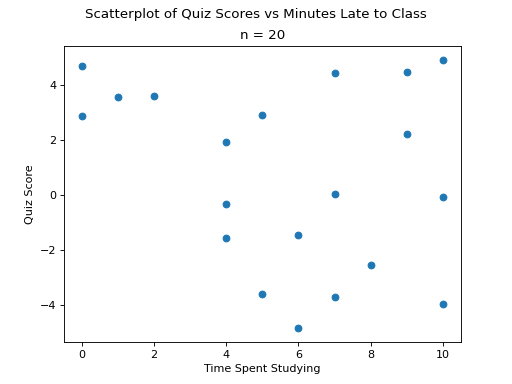 Scatterplot of Quiz Scores vs Minutes Late to Class
n = 20
4
2
0
−2
−4
Quiz Score
0 2 4 6 8 10
Time Spent Studying